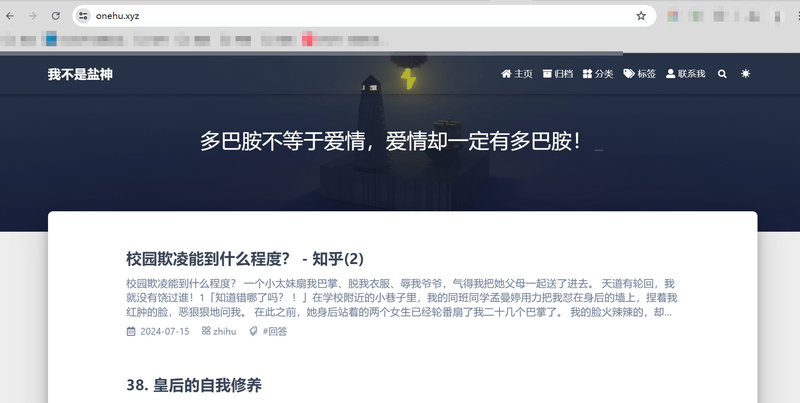 onehu.xyz
我不是盐神
主页 归档 分类 标签 联系我
多巴胺不等于爱情，爱情却一定有多巴胺！ _
校园欺凌能到什么程度？ - 知乎(2)
校园欺凌能到什么程度？ 一个小太妹扇我巴掌、脱我衣服、辱我爷爷，气得我把她父母一起送了进去。 天道有轮回，我
就没有饶过谁！1「知道错哪了吗？！」在学校附近的小巷子里，我的同班同学孟曼婷用力把我怼在身后的墙上，捏着我
红肿的脸，恶狠狠地问我。 在此之前，她身后站着的两个女生已经轮番扇了我二十几个巴掌了。 我的脸火辣辣的，却...
2024-07-15 zhihu #回答
38. 皇后的自我修养